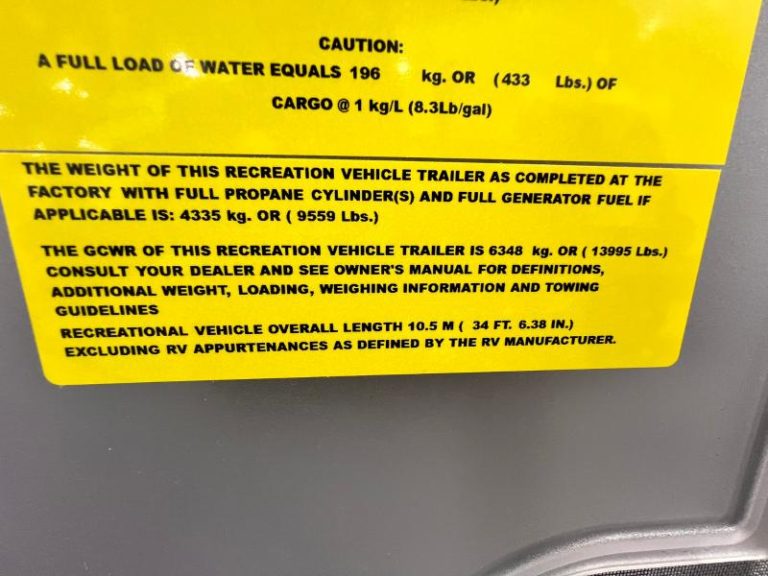 CAUTION:
A FULL LOAD OF WATER EQUALS 196 kg. OR (433 Lbs.) OF
CARGO @ 1 kg/L (8.3Lb/gal)
THE WEIGHT OF THIS RECREATION VEHICLE TRAILER AS COMPLETED AT THE
FACTORY WITH FULL PROPANE CYLINDER(S) AND FULL GENERATOR FUEL IF
APPLICABLE IS: 4335 kg. OR ( 9559 Lbs.)
THE GCWR OF THIS RECREATION VEHICLE TRAILER IS 6348 kg. OR ( 13995 Lbs.)
CONSULT YOUR DEALER AND SEE OWNER'S MANUAL FOR DEFINITIONS,
ADDITIONAL WEIGHT, LOADING, WEIGHING INFORMATION AND TOWING
GUIDELINES
RECREATIONAL VEHICLE OVERALL LENGTH 10.5 M ( 34 FT. 6.38 IN.)
EXCLUDING RV APPURTENANCES AS DEFINED BY THE RV MANUFACTURER.